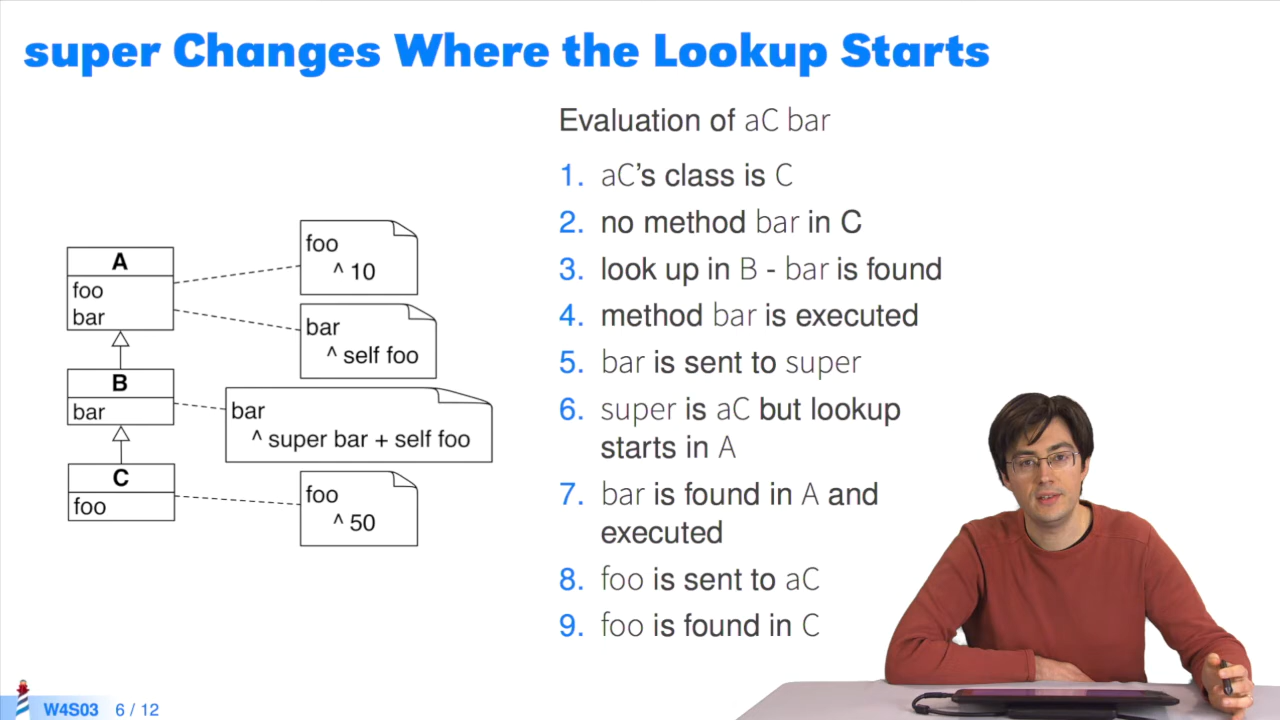 super Changes Where the Lookup Starts
Evaluation of aC bar
1. aC's class is C
2. no method bar in C
3. look up in B - bar is found
4. method bar is executed
5. bar is sent to super
6. super is aC but lookup
starts in A
7. bar is found in A and
executed
8. foo is sent to aC
9. foo is found in C
A
foo
bar
foo
^ 10
bar
^ self foo
B
bar
bar
^ super bar + self foo
C
foo
foo
^ 50
W4S03 6 / 12